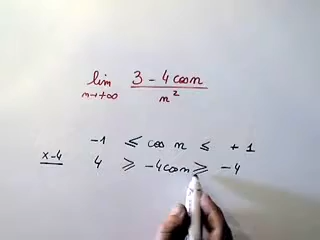 lim n→+∞ 3 - 4 cos n / n²
-1 ≤ cos n ≤ +1
x-4 4 ≥ -4 cos n ≥ -4